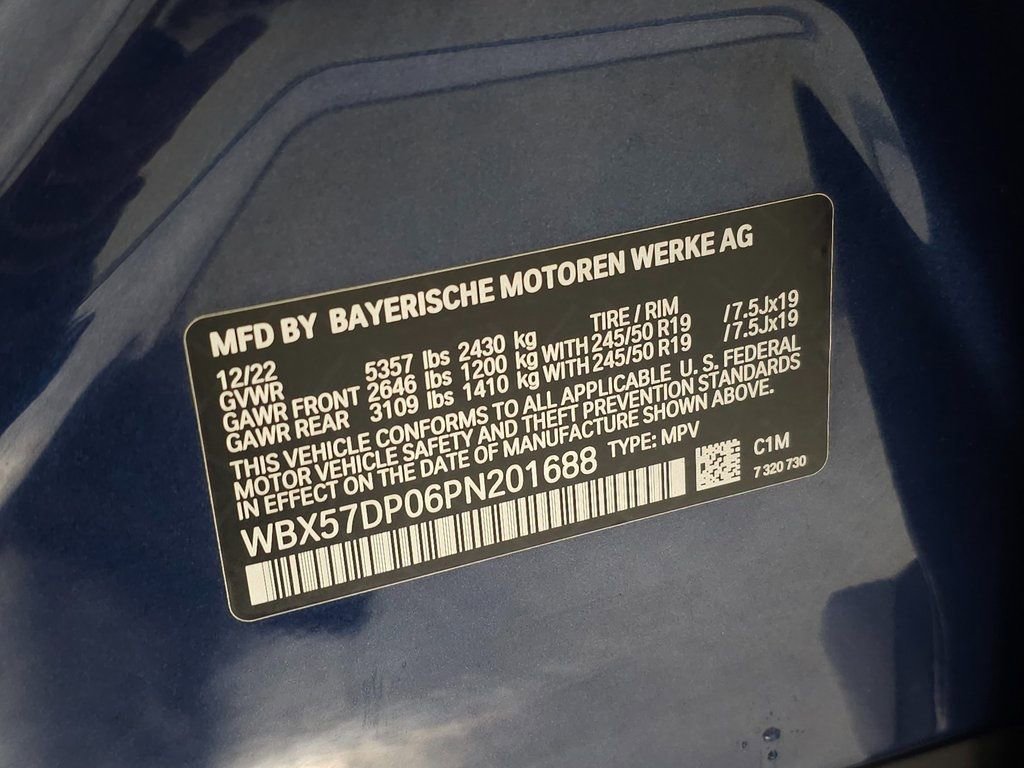 MFD BY BAYERISCHE MOTOREN WERKE AG
12/22 TIRE / RIM
GVWR 5357 lbs 2430 kg
GAWR FRONT 2646 lbs 1200 kg WITH 245/50 R19 /7.5Jx19
GAWR REAR 3109 lbs 1410 kg WITH 245/50 R19 /7.5Jx19
THIS VEHICLE CONFORMS TO ALL APPLICABLE U. S. FEDERAL
MOTOR VEHICLE SAFETY AND THEFT PREVENTION STANDARDS
IN EFFECT ON THE DATE OF MANUFACTURE SHOWN ABOVE.
WBX57DP06PN201688 TYPE: MPV
C1M
7 320 730